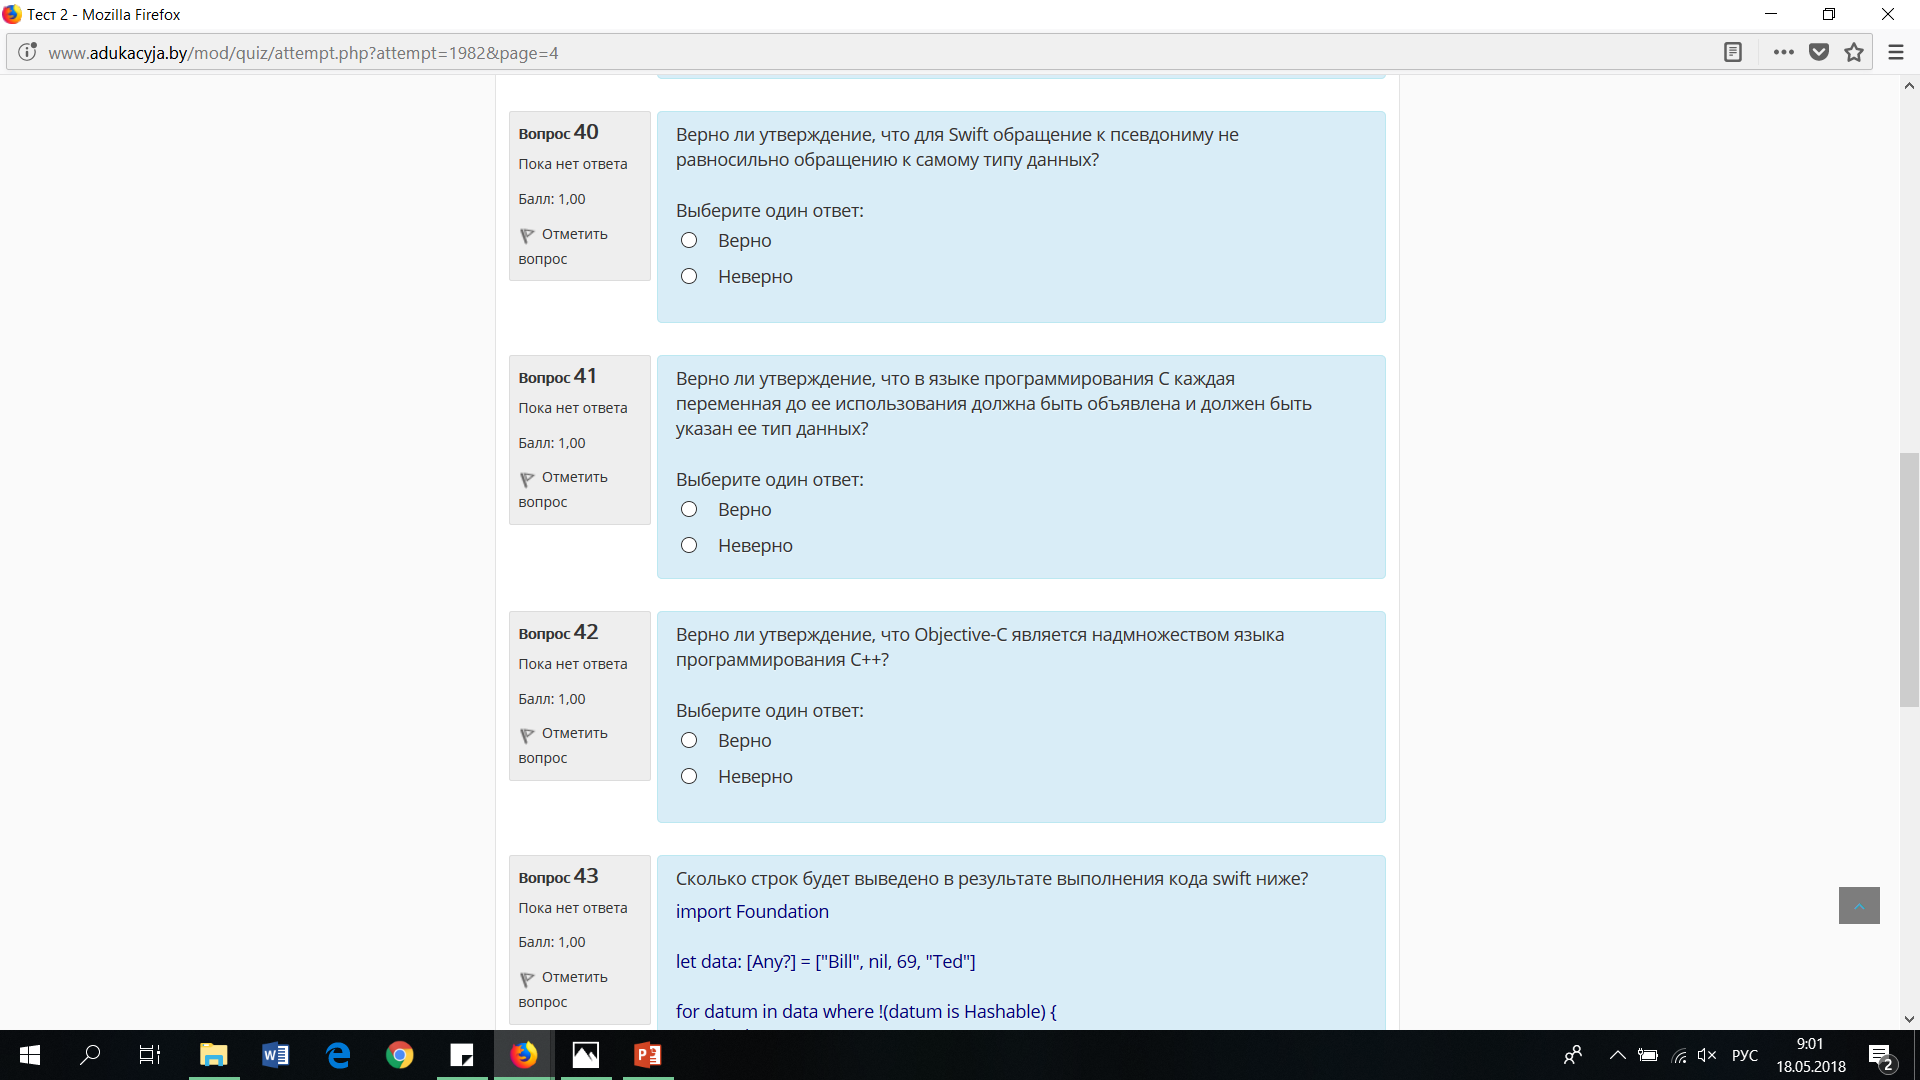 Тест 2 - Mozilla Firefox
www.adukacyja.by/mod/quiz/attempt.php?attempt=1982&page=4
Вопрос 40
Пока нет ответа
Балл: 1,00
Отметить
вопрос
Верно ли утверждение, что для Swift обращение к псевдониму не
равносильно обращению к самому типу данных?
Выберите один ответ:
Верно
Неверно
Вопрос 41
Пока нет ответа
Балл: 1,00
Отметить
вопрос
Верно ли утверждение, что в языке программирования С каждая
переменная до ее использования должна быть объявлена и должен быть
указан ее тип данных?
Выберите один ответ:
Верно
Неверно
Вопрос 42
Пока нет ответа
Балл: 1,00
Отметить
вопрос
Верно ли утверждение, что Objective-C является надмножеством языка
программирования C++?
Выберите один ответ:
Верно
Неверно
Вопрос 43
Пока нет ответа
Балл: 1,00
Отметить
вопрос
Сколько строк будет выведено в результате выполнения кода swift ниже?
import Foundation
let data: [Any?] = ["Bill", nil, 69, "Ted"]
for datum in data where !(datum is Hashable) {
РУС
9:01
18.05.2018
2